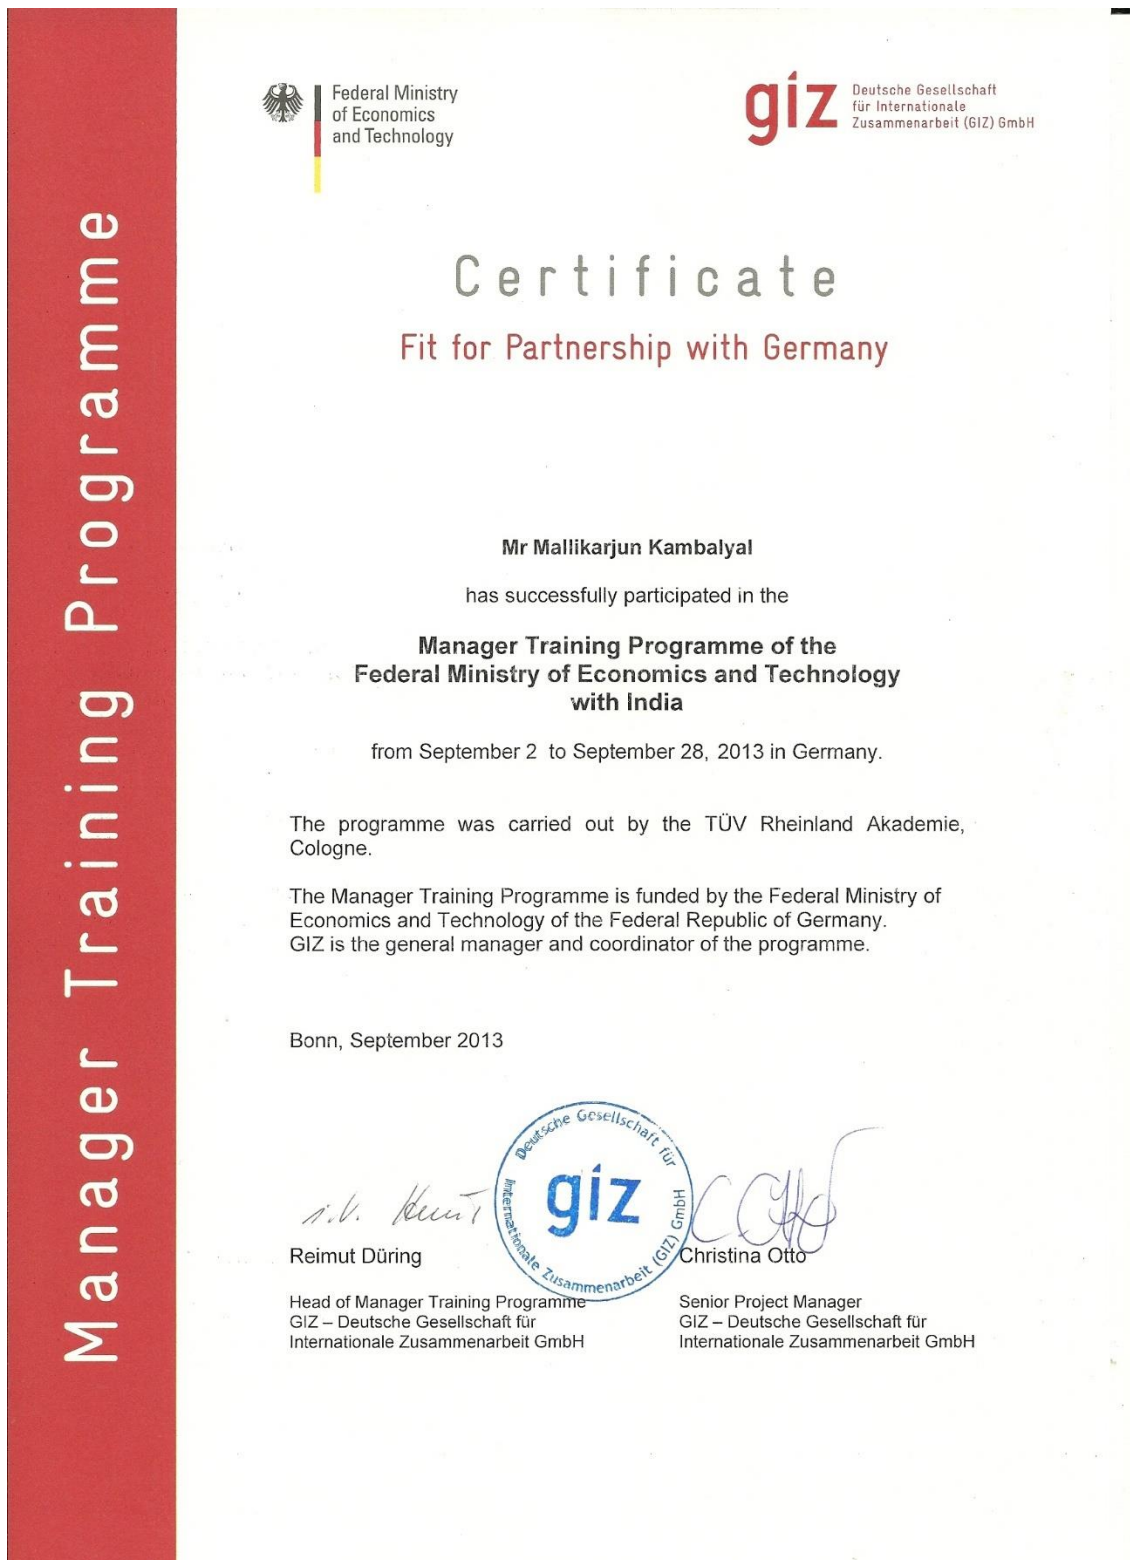 Manager Training Programme
Federal Ministry
of Economics
and Technology
giz
Deutsche Gesellschaft
für Internationale
Zusammenarbeit (GIZ) GmbH
Certificate
Fit for Partnership with Germany
Mr Mallikarjun Kambalyal
has successfully participated in the
Manager Training Programme of the
Federal Ministry of Economics and Technology
with India
from September 2 to September 28, 2013 in Germany.
The programme was carried out by the TÜV Rheinland Akademie,
Cologne.
The Manager Training Programme is funded by the Federal Ministry of
Economics and Technology of the Federal Republic of Germany.
GIZ is the general manager and coordinator of the programme.
Bonn, September 2013
Deutsche Gesellschaft für
Internationale Zusammenarbeit (GIZ) GmbH
giz
i.V.
Reimut Düring
Christina Otto
Head of Manager Training Programme
GIZ – Deutsche Gesellschaft für
Internationale Zusammenarbeit GmbH
Senior Project Manager
GIZ – Deutsche Gesellschaft für
Internationale Zusammenarbeit GmbH